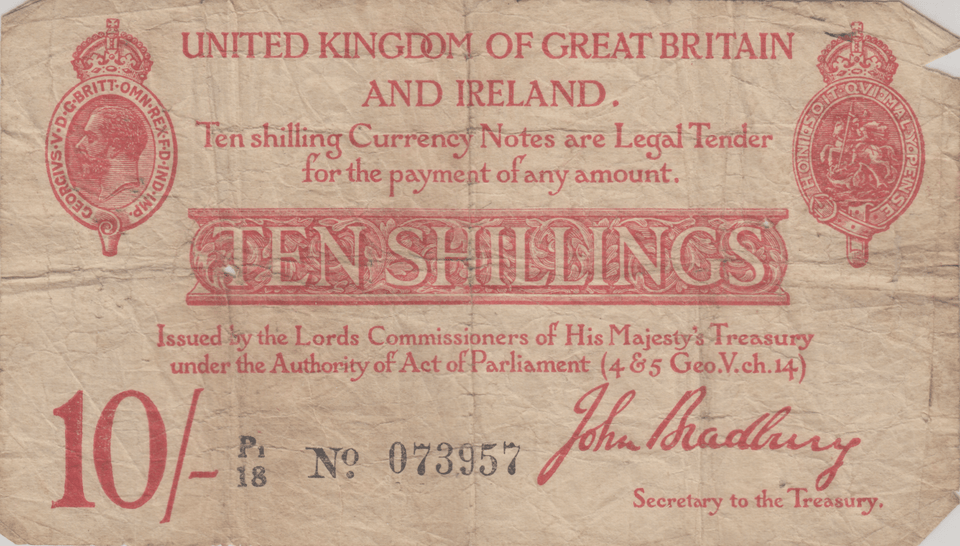 UNITED KINGDOM OF GREAT BRITAIN
AND IRELAND.
GEORGIVS·V·D·G·BRITT·OMN·REX·F·D·IND·IMP·
HONI·SOIT·QVI·MAL·Y·PENSE
Ten shilling Currency Notes are Legal Tender
for the payment of any amount.
TEN SHILLINGS
Issued by the Lords Commissioners of His Majesty's Treasury
under the Authority of Act of Parliament (4 & 5 Geo.V.ch.14)
10/-
P1
18
No 073957
John Bradbury
Secretary to the Treasury.